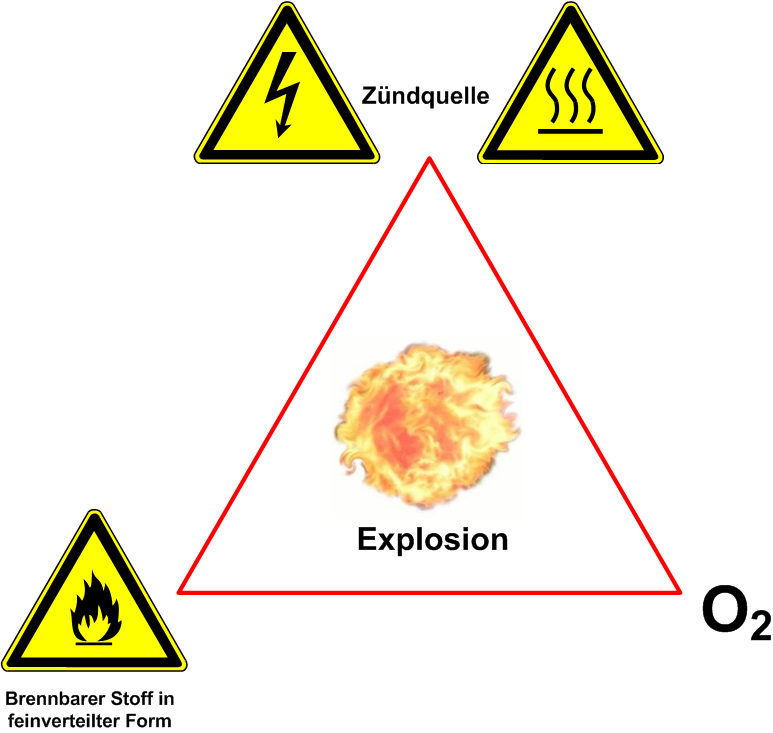 Zündquelle
Explosion
O₂
Brennbarer Stoff in
feinverteilter Form